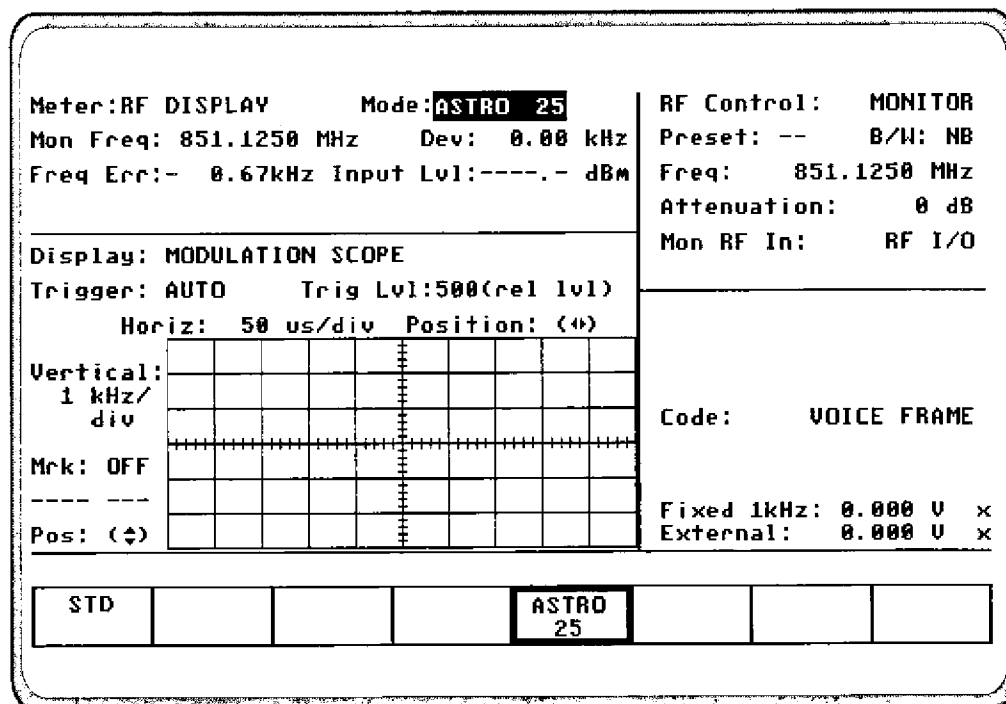 Meter:RF DISPLAY Mode:ASTRO 25
Mon Freq: 851.1250 MHz Dev: 0.00 kHz
Freq Err:- 0.67kHz Input Lvl:----.- dBm
RF Control: MONITOR
Preset: -- B/W: NB
Freq: 851.1250 MHz
Attenuation: 0 dB
Mon RF In: RF I/O
Display: MODULATION SCOPE
Trigger: AUTO Trig Lvl:500(rel lvl)
Horiz: 50 us/div Position: (◂▸)
Vertical:
1 kHz/
div
Mrk: OFF
---- ---
Pos: (▴▾)
Code: VOICE FRAME
Fixed 1kHz: 0.000 V x
External: 0.000 V x
STD
ASTRO
25